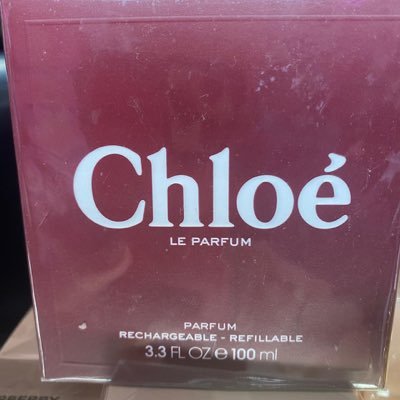 Chloé
LE PARFUM
PARFUM
RECHARGEABLE - REFILLABLE
3.3 FL OZ ℮ 100 ml